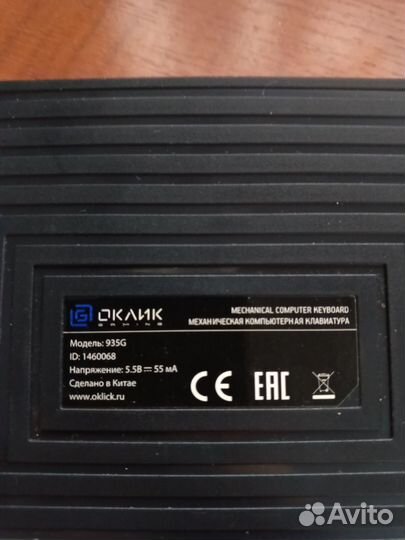 ОКЛИК
GAMING
MECHANICAL COMPUTER KEYBOARD
МЕХАНИЧЕСКАЯ КОМПЬЮТЕРНАЯ КЛАВИАТУРА
Модель: 935G
ID: 1460068
Напряжение: 5.5В ⎓ 55 мА
Сделано в Китае
www.oklick.ru
CE EAC
Avito